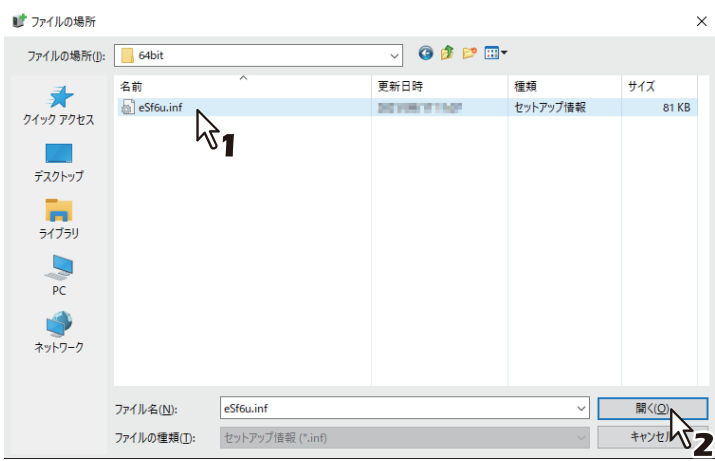 ファイルの場所
ファイルの場所(I): 64bit
名前 更新日時 種類 サイズ
eSf6u.inf セットアップ情報 81 KB
1
クイック アクセス
デスクトップ
ライブラリ
PC
ネットワーク
ファイル名(N): eSf6u.inf 開く(O)
ファイルの種類(T): セットアップ情報 (*.inf) キャンセル
2